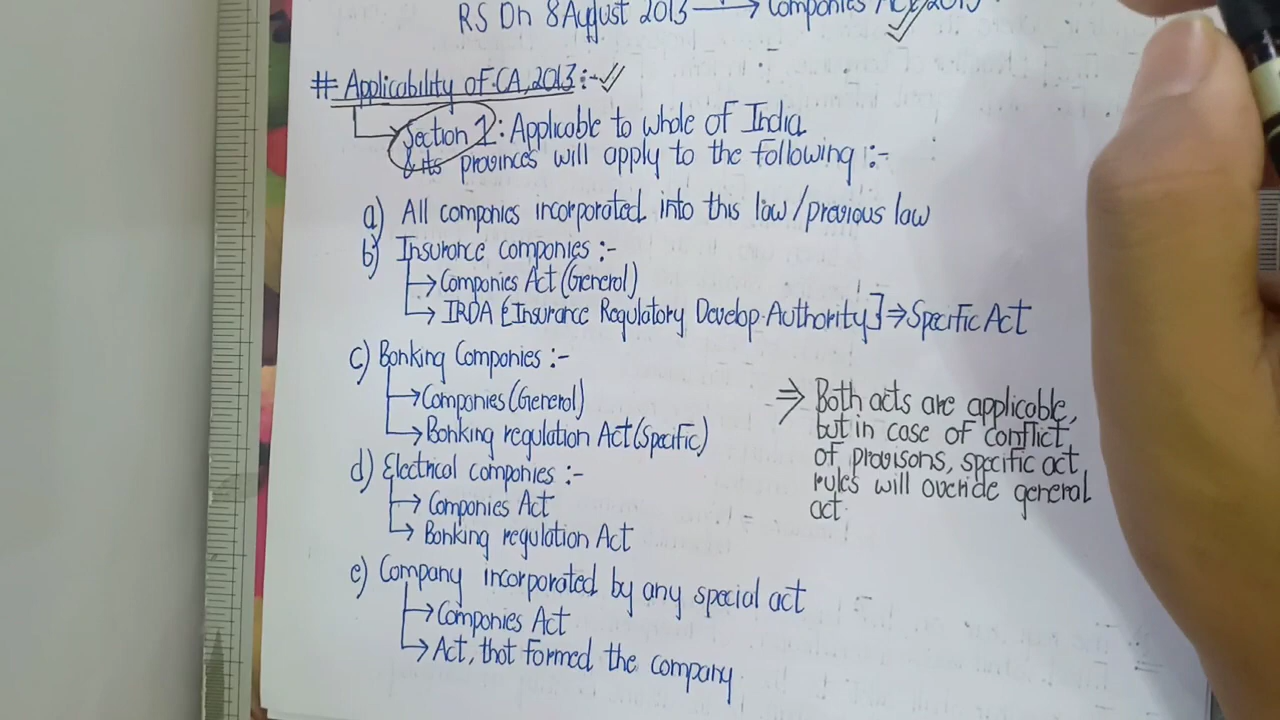 RS On 8 August 2013 → Companies Act, 2013
# Applicability of CA, 2013 :-
Section 1 : Applicable to whole of India
& its provinces will apply to the following :-
a) All companies incorporated into this law / previous law
b) Insurance companies :-
→ Companies Act (General)
→ IRDA [Insurance Regulatory Develop. Authority] ⇒ Specific Act
c) Banking Companies :-
→ Companies (General)
→ Banking regulation Act (Specific)
⇒ Both acts are applicable,
but in case of conflict
of provisons, specific act
rules will override general
act.
d) Electrical companies :-
→ Companies Act
→ Banking regulation Act
e) Company incorporated by any special act
→ Companies Act
→ Act, that formed the company